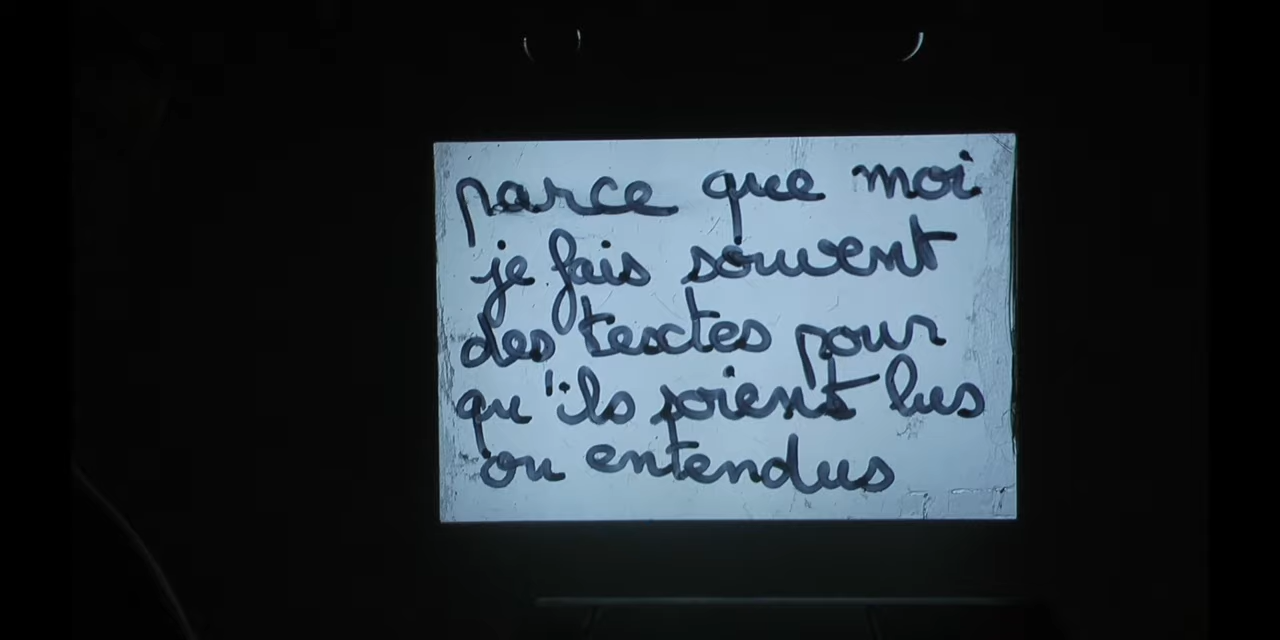 parce que moi
je fais souvent
des textes pour
qu'ils soient lus
ou entendus